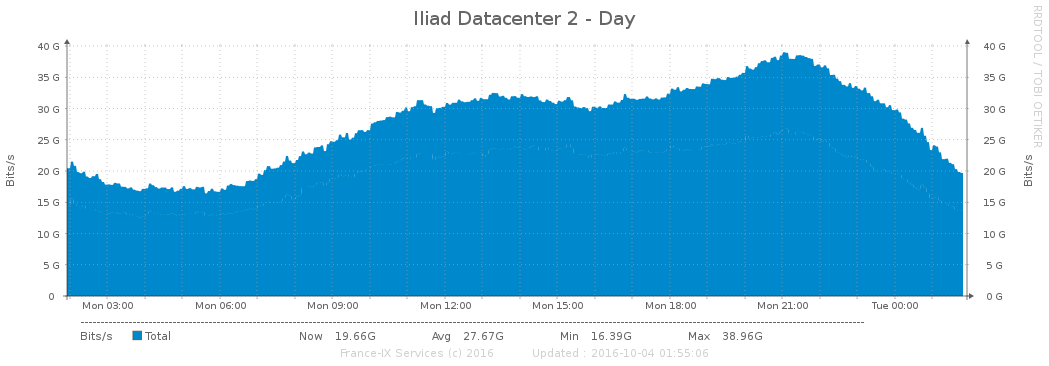 Iliad Datacenter 2 - Day
RRDTOOL / TOBI OETIKER
Bits/s
Bits/s
40 G 40 G
35 G 35 G
30 G 30 G
25 G 25 G
20 G 20 G
15 G 15 G
10 G 10 G
5 G 5 G
0 0 G
Mon 03:00 Mon 06:00 Mon 09:00 Mon 12:00 Mon 15:00 Mon 18:00 Mon 21:00 Tue 00:00
Bits/s Total Now 19.66G Avg 27.67G Min 16.39G Max 38.96G
France-IX Services (c) 2016 Updated : 2016-10-04 01:55:06